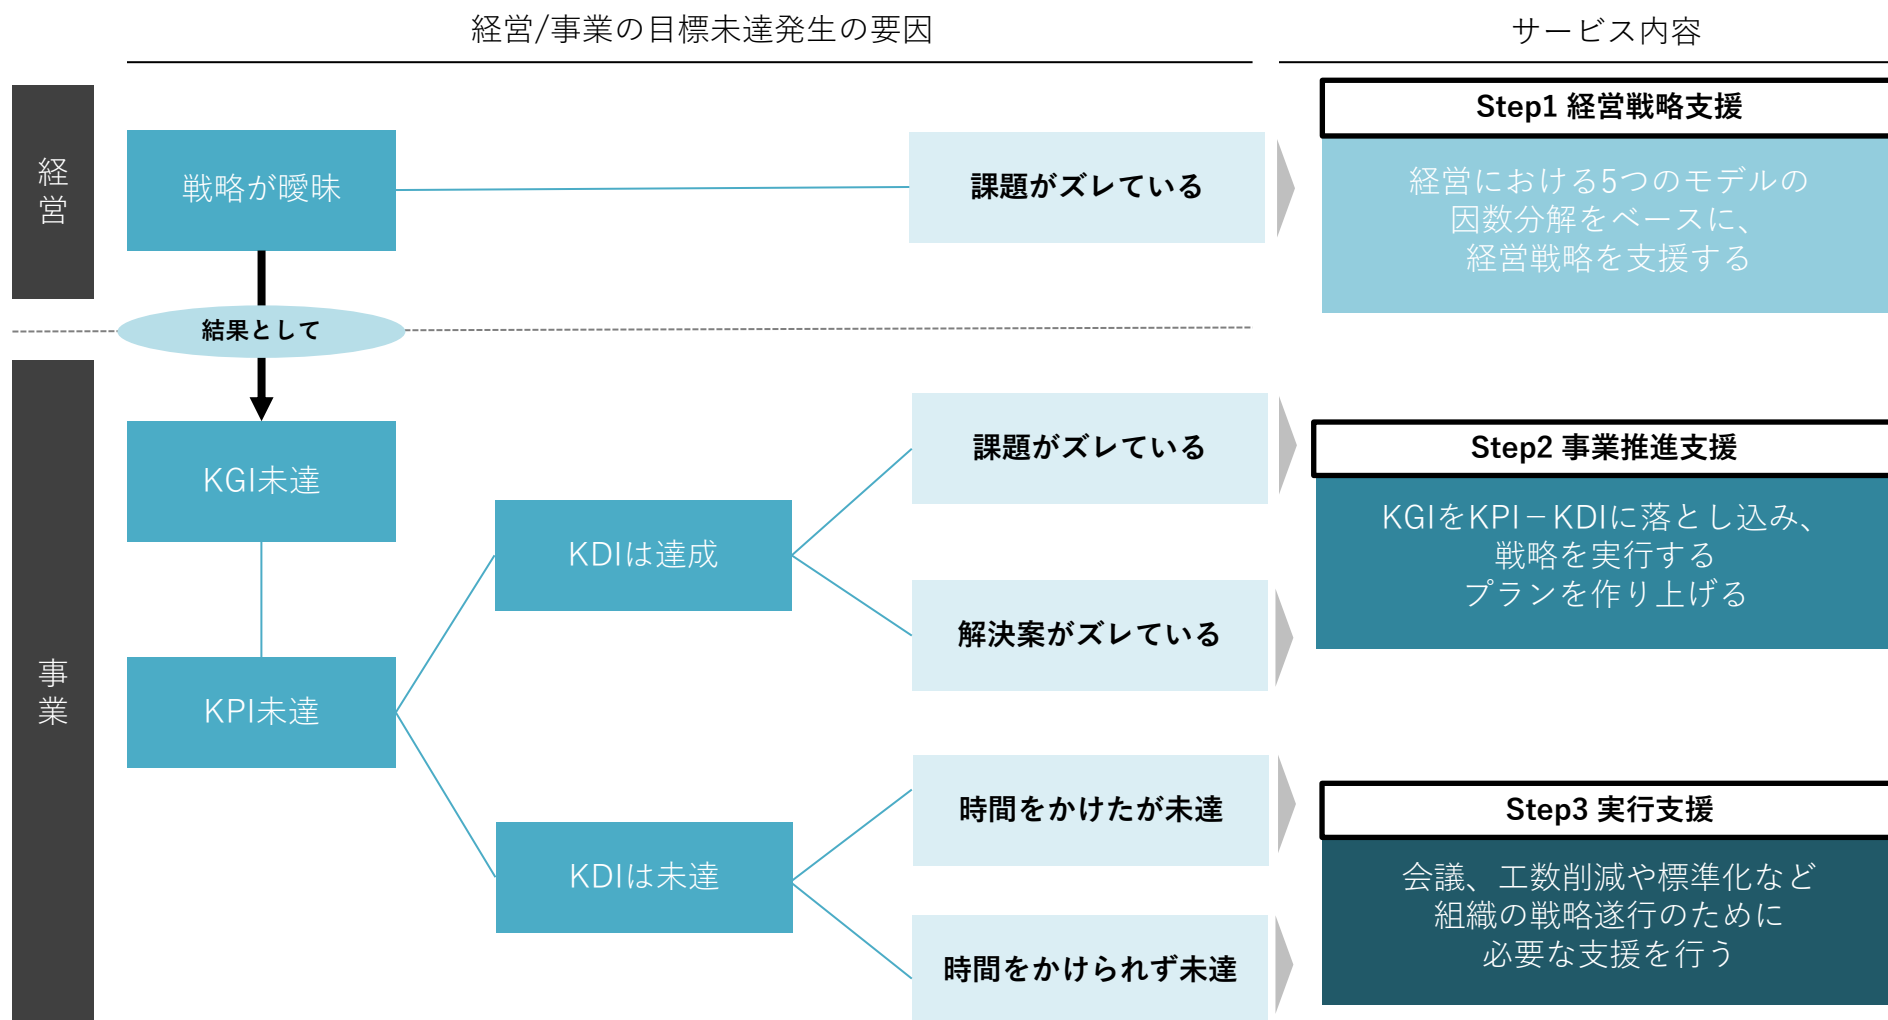 経営/事業の目標未達発生の要因
サービス内容
経営
戦略が曖昧
課題がズレている
Step1 経営戦略支援
経営における5つのモデルの
因数分解をベースに、
経営戦略を支援する
結果として
事業
KGI未達
KPI未達
KDIは達成
課題がズレている
解決案がズレている
Step2 事業推進支援
KGIをKPI－KDIに落とし込み、
戦略を実行する
プランを作り上げる
KDIは未達
時間をかけたが未達
時間をかけられず未達
Step3 実行支援
会議、工数削減や標準化など
組織の戦略遂行のために
必要な支援を行う